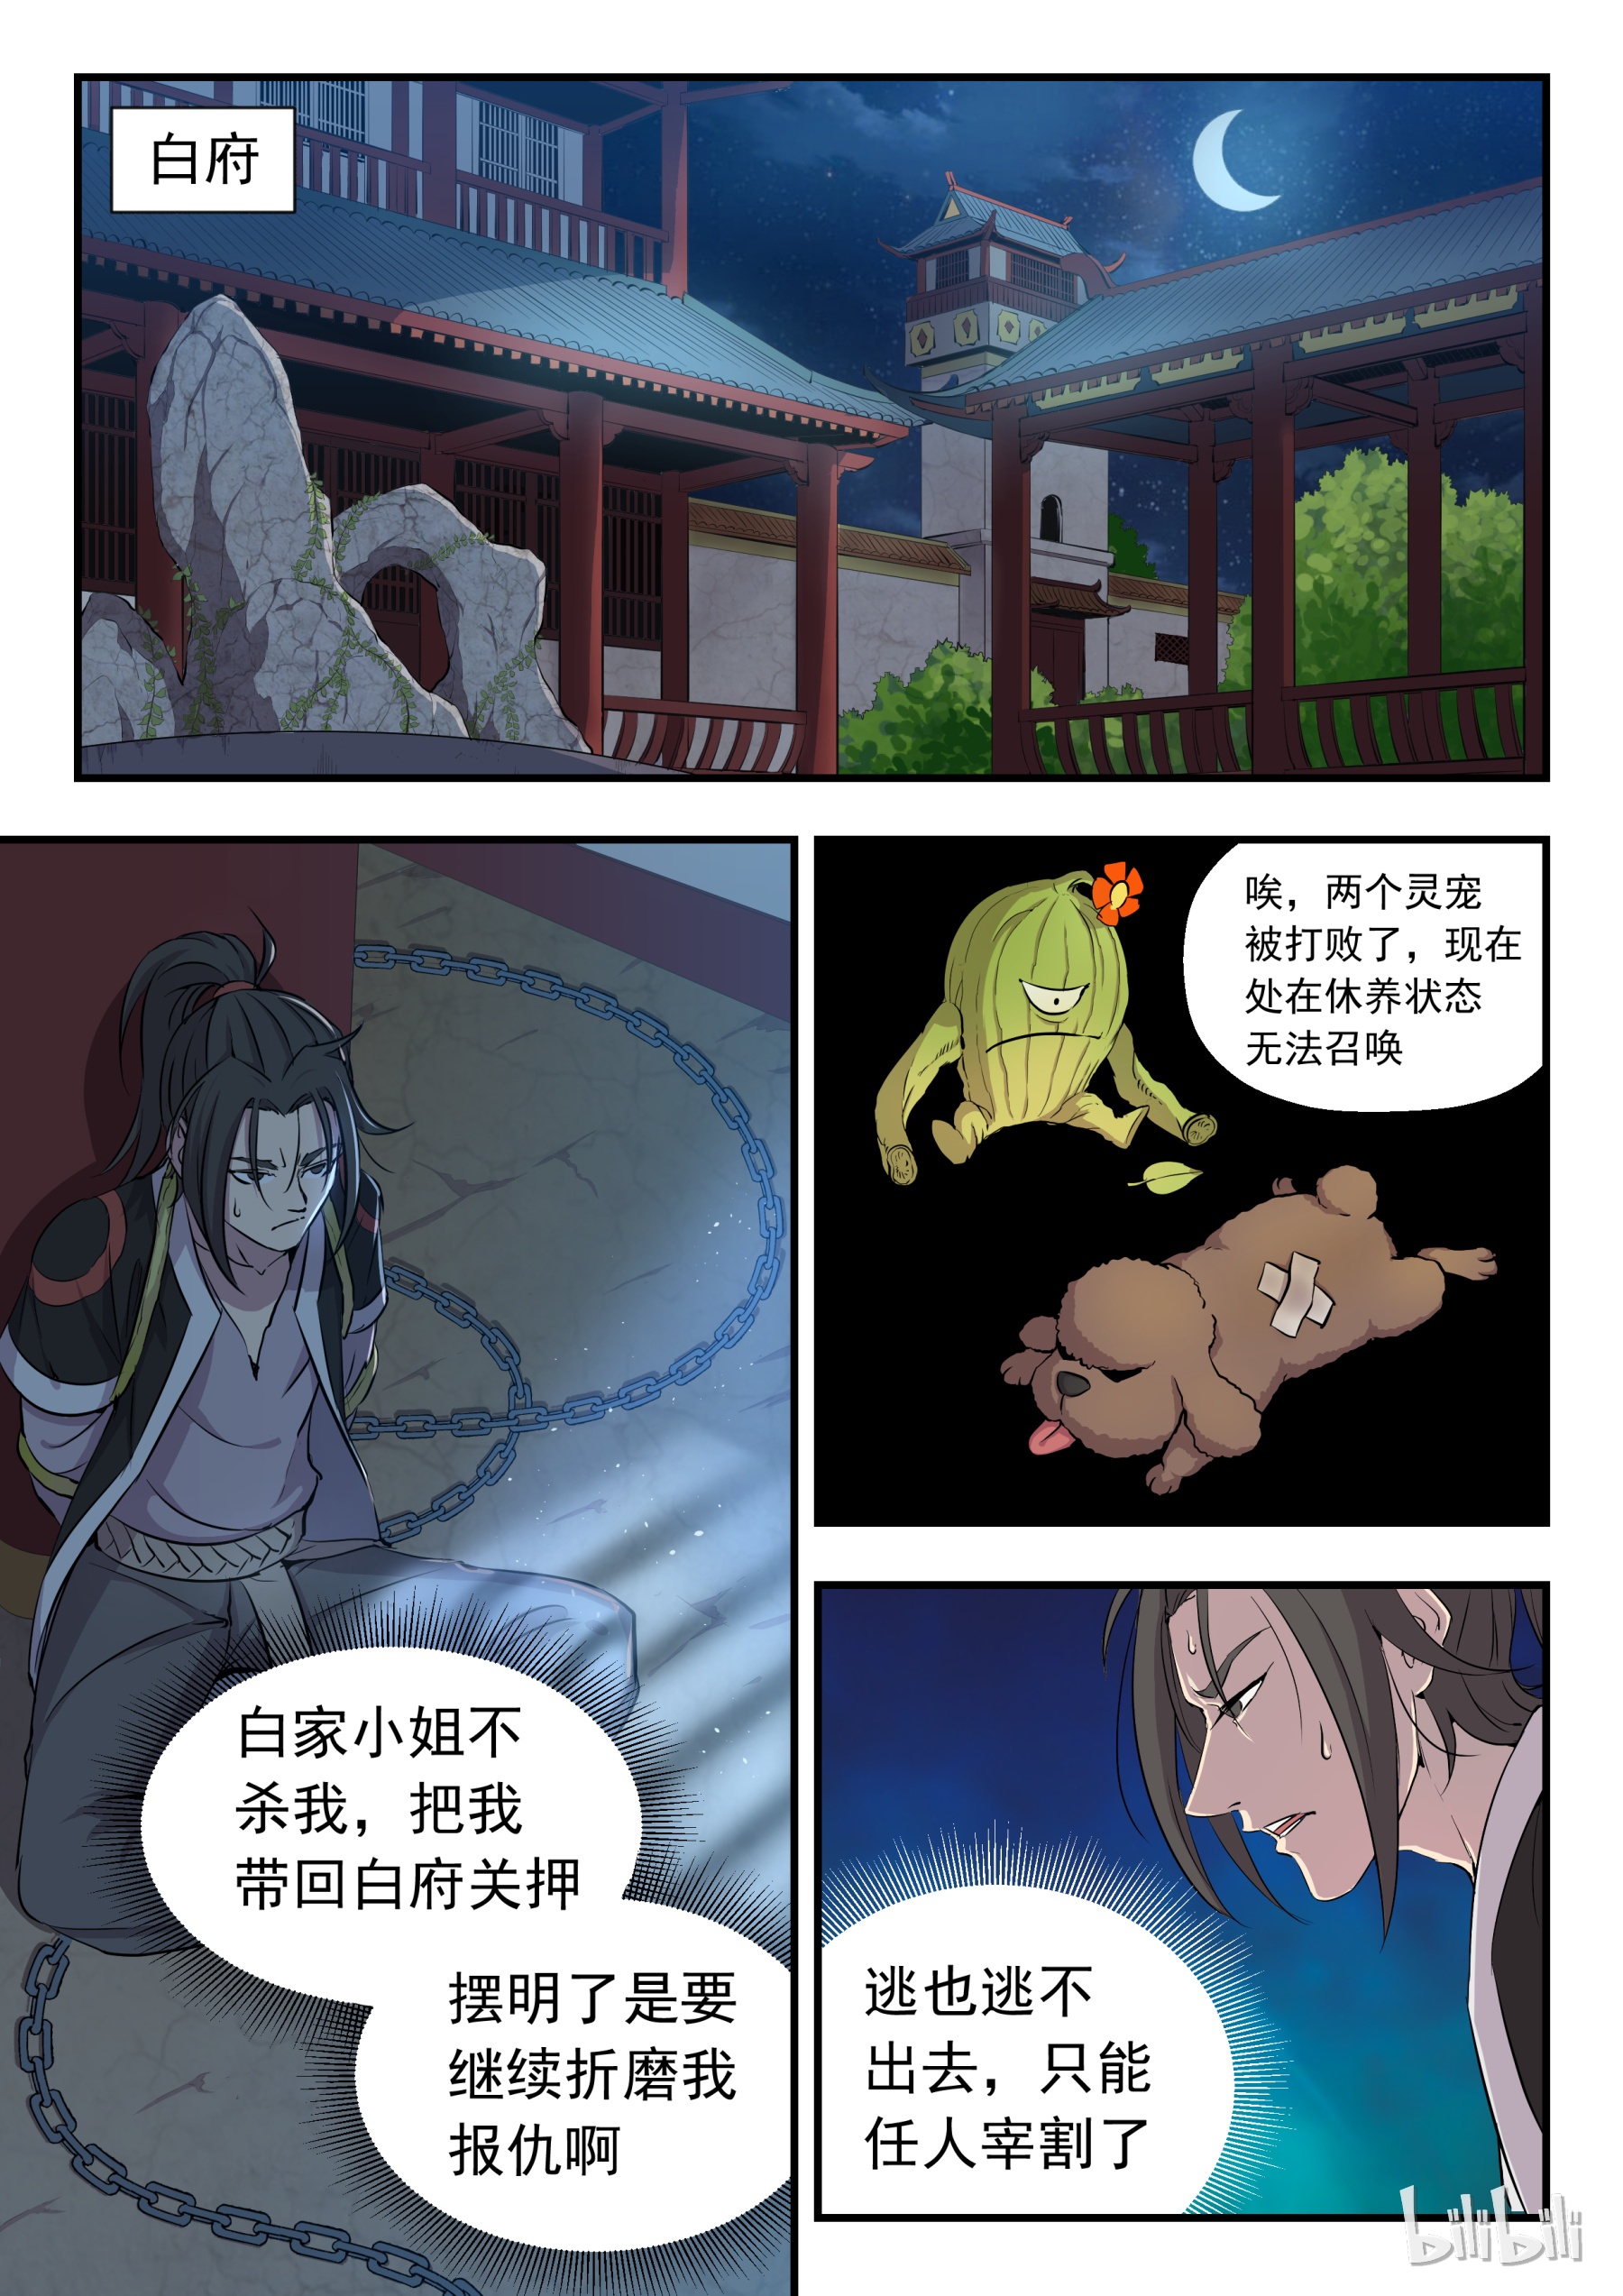 白府
白家小姐不
杀我，把我
带回白府关押
摆明了是要
继续折磨我
报仇啊
唉，两个灵宠
被打败了，现在
处在休养状态
无法召唤
逃也逃不
出去，只能
任人宰割了
bilibili